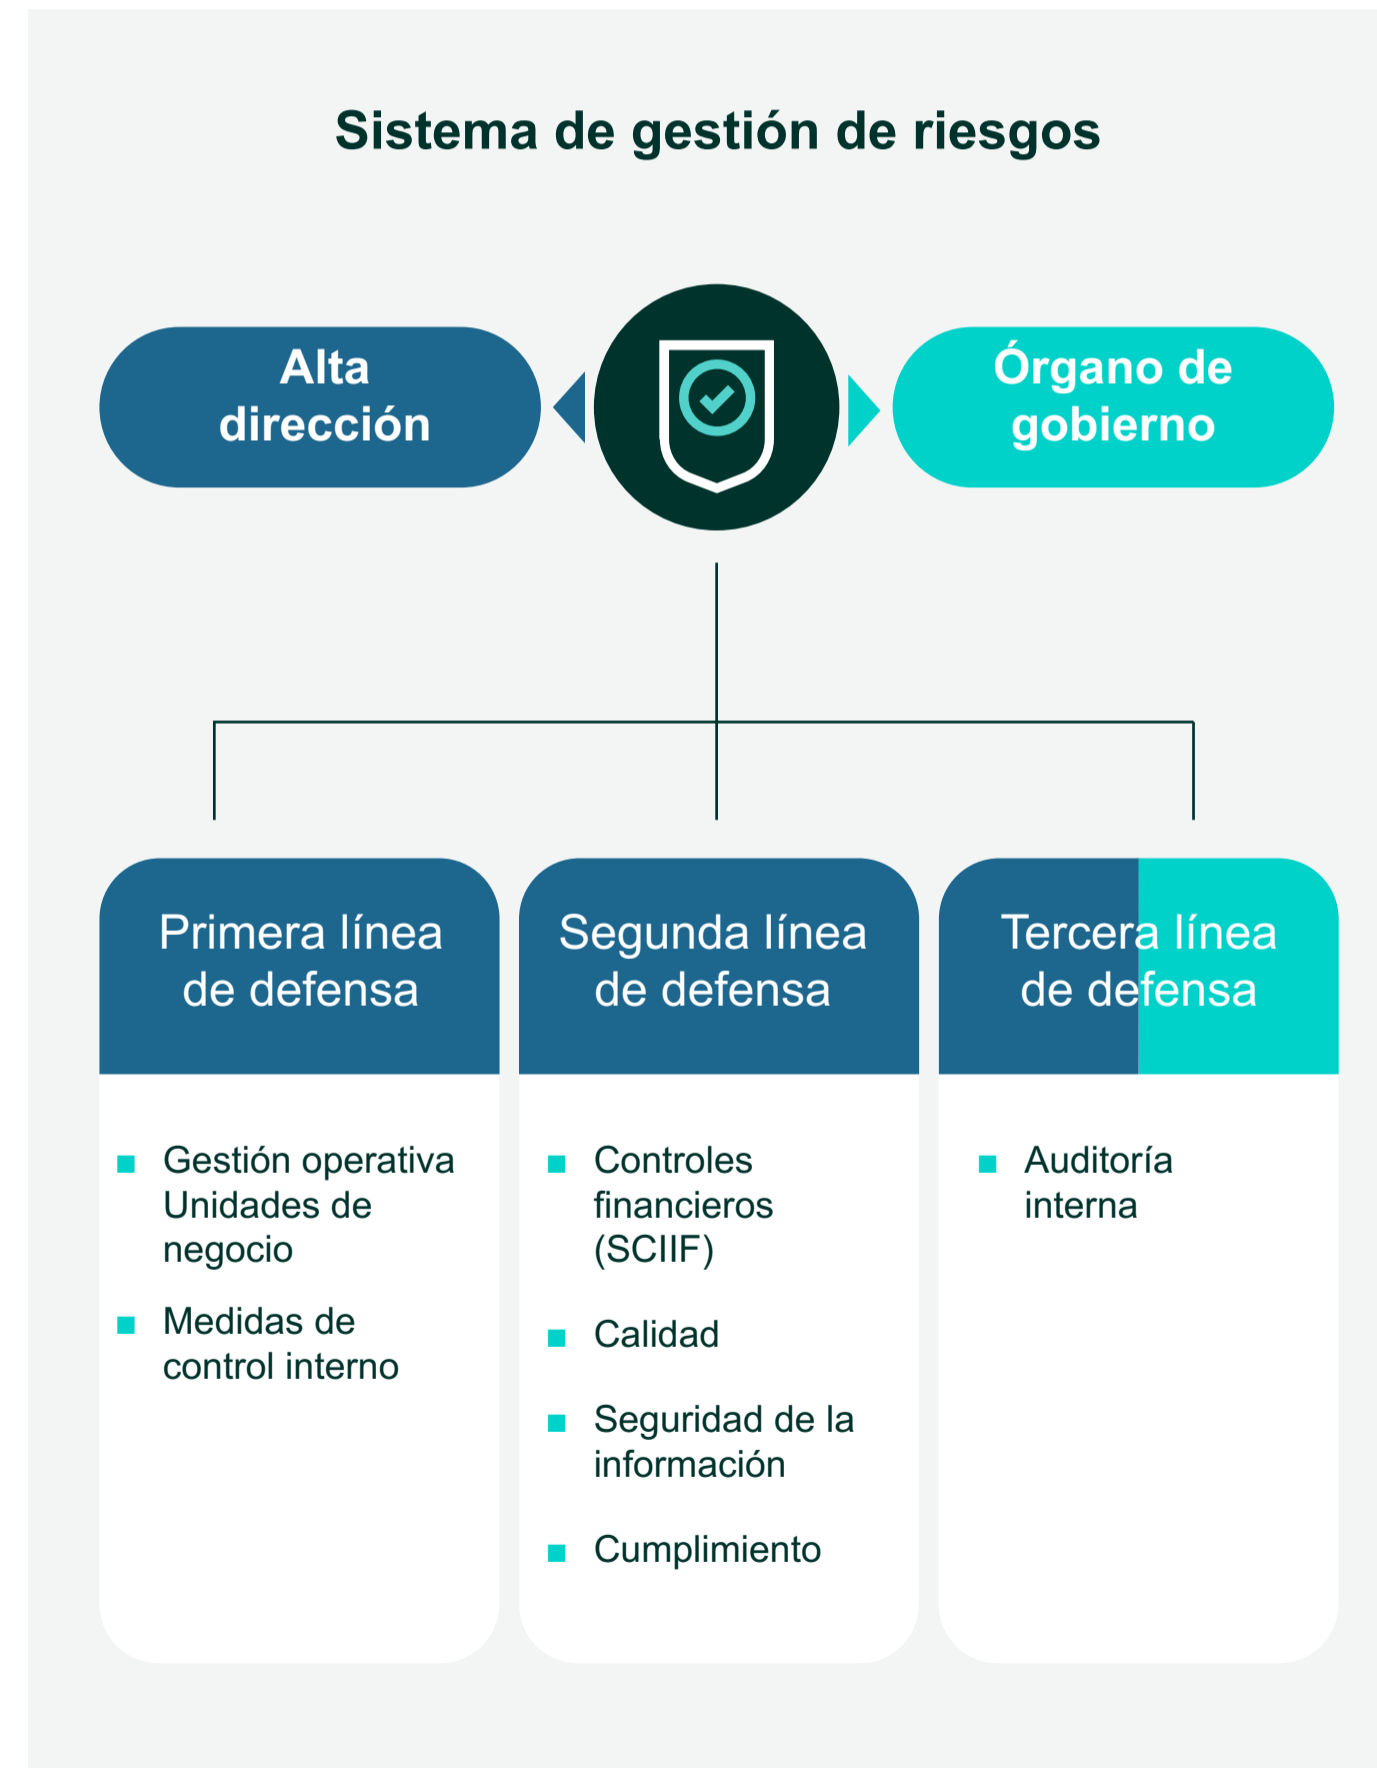 Sistema de gestión de riesgos
Alta
dirección
Órgano de
gobierno
Primera línea
de defensa
Gestión operativa
Unidades de
negocio
Medidas de
control interno
Segunda línea
de defensa
Controles
financieros
(SCIIF)
Calidad
Seguridad de la
información
Cumplimiento
Tercera línea
de defensa
Auditoría
interna